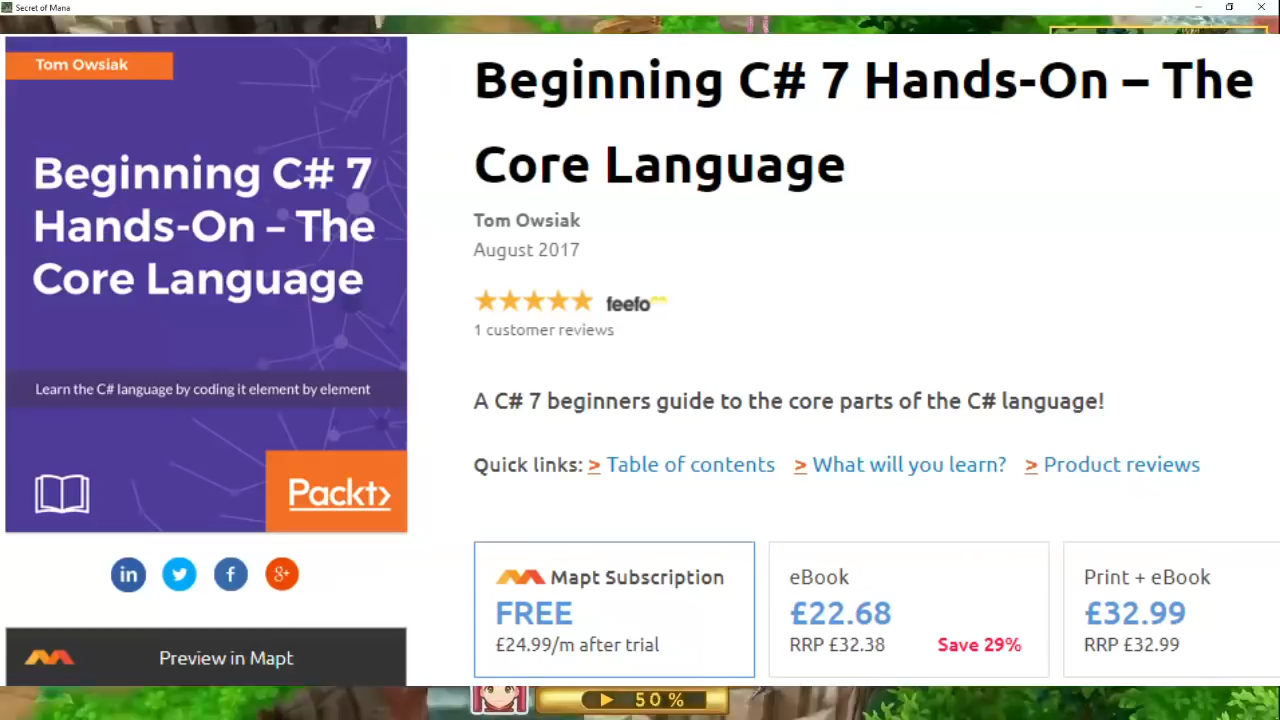 Secret of Mana
Tom Owsiak
Beginning C# 7
Hands-On – The
Core Language
Learn the C# language by coding it element by element
Packt>
in
f
g+
Preview in Mapt
Beginning C# 7 Hands-On – The
Core Language
Tom Owsiak
August 2017
feefo
1 customer reviews
A C# 7 beginners guide to the core parts of the C# language!
Quick links: > Table of contents > What will you learn? > Product reviews
Mapt Subscription
FREE
£24.99/m after trial
eBook
£22.68
RRP £32.38 Save 29%
Print + eBook
£32.99
RRP £32.99
50%